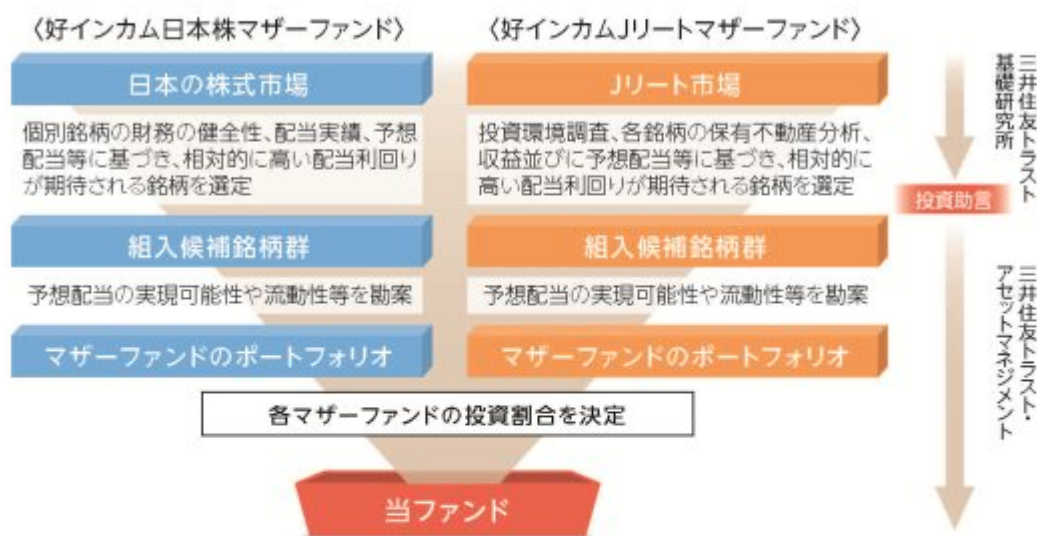 〈好インカム日本株マザーファンド〉
日本の株式市場
個別銘柄の財務の健全性、配当実績、予想
配当等に基づき、相対的に高い配当利回り
が期待される銘柄を選定
組入候補銘柄群
予想配当の実現可能性や流動性等を勘案
マザーファンドのポートフォリオ
〈好インカムJリートマザーファンド〉
Jリート市場
投資環境調査、各銘柄の保有不動産分析、
収益並びに予想配当等に基づき、相対的に
高い配当利回りが期待される銘柄を選定
組入候補銘柄群
予想配当の実現可能性や流動性等を勘案
マザーファンドのポートフォリオ
各マザーファンドの投資割合を決定
当ファンド
三井住友トラスト
基礎研究所
投資助言
三井住友トラスト・
アセットマネジメント